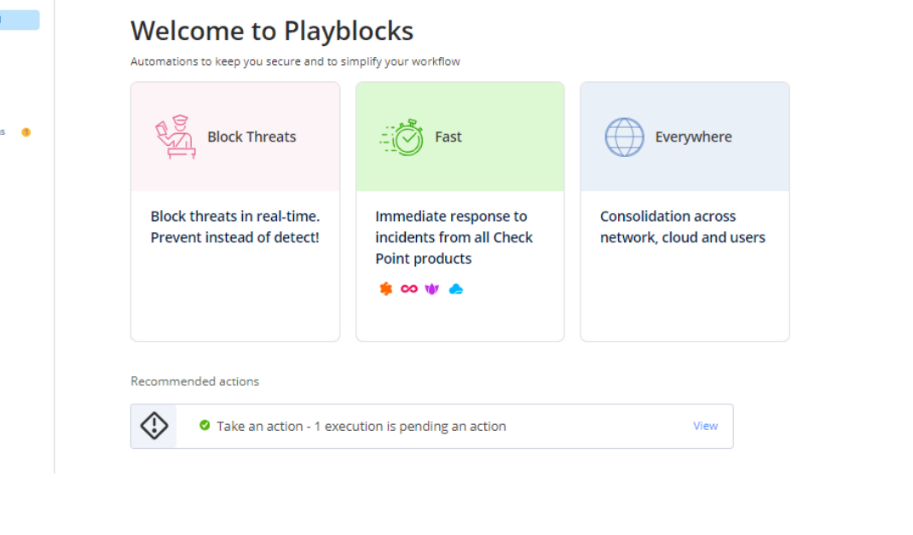 Welcome to Playblocks
Automations to keep you secure and to simplify your workflow
Block Threats
Block threats in real-time.
Prevent instead of detect!
Fast
Immediate response to
incidents from all Check
Point products
Everywhere
Consolidation across
network, cloud and users
Recommended actions
Take an action - 1 execution is pending an action
View